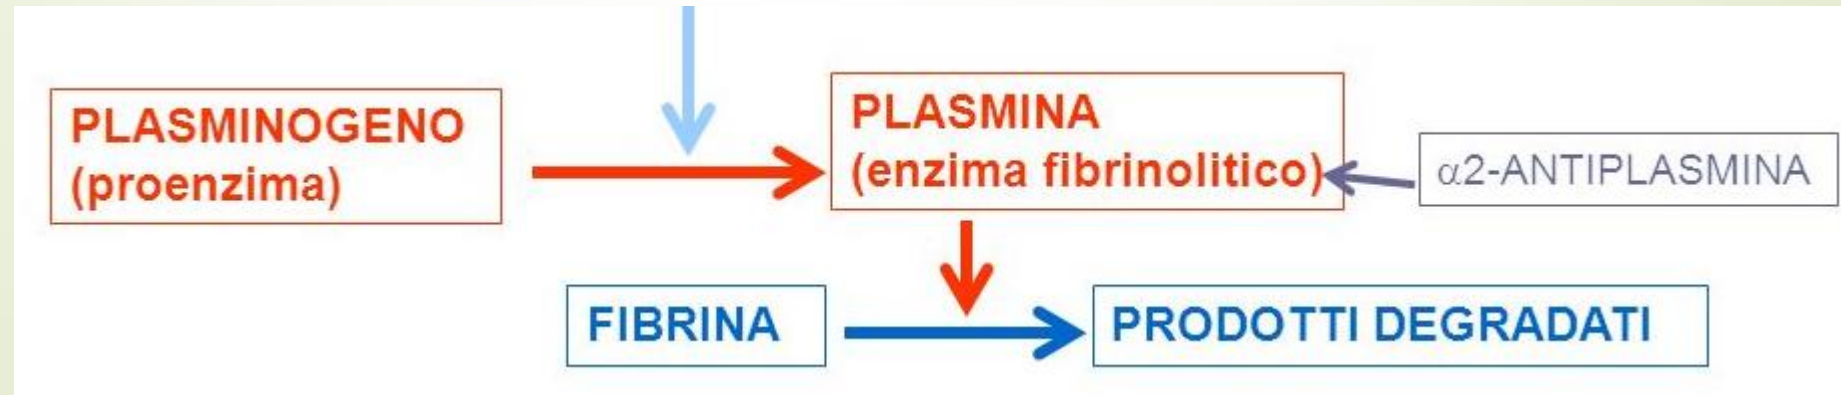 PLASMINOGENO
(proenzima)
PLASMINA
(enzima fibrinolitico)
α2-ANTIPLASMINA
FIBRINA
PRODOTTI DEGRADATI